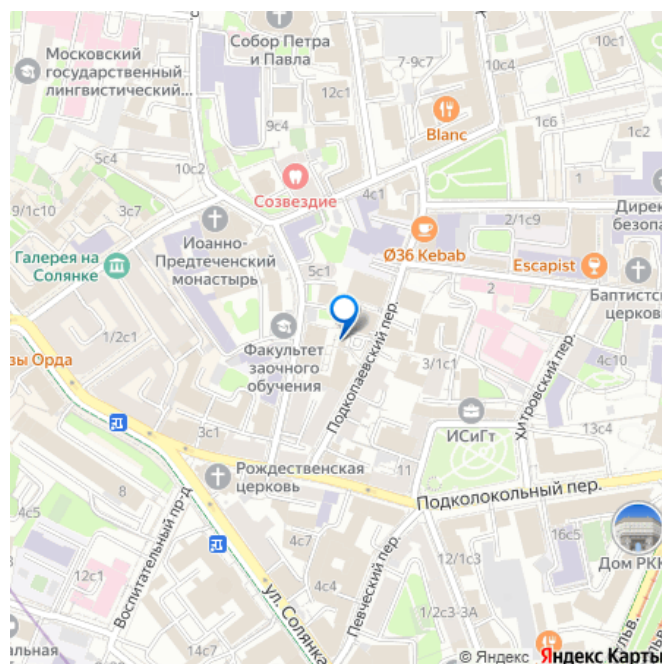 Собор Петра
и Павла
7-9с7
10с4
10с1
Московский
государственный
лингвистический...
12с1
9с4
Blanc
1с6
1с2
5с4
10с2
Созвездие
4с1
1
9/1с10
3с7
2/1с9
Дирек
безопа
Иоанно-
Предтеченский
монастырь
Ø36 Kebab
Галерея на
Солянке
5с1
Escapist
2
Баптистс
церковь
1/2с1
Факультет
заочного
обучения
Подкопаевский пер.
3/1с1
Хитровский пер.
4с10
зы Орда
3с1
ИСиГт
13с4
Рождественская
церковь
11
Подколокольный пер.
8
Воспитательный пр-д
16с5
Дом РКК
12с1
4с4
4с7
ул. Солянка
Певческий пер.
12/1с3
1/2с3-3А
14с7
альная
ульв.
ульв.
© Яндекс Яндекс Карты